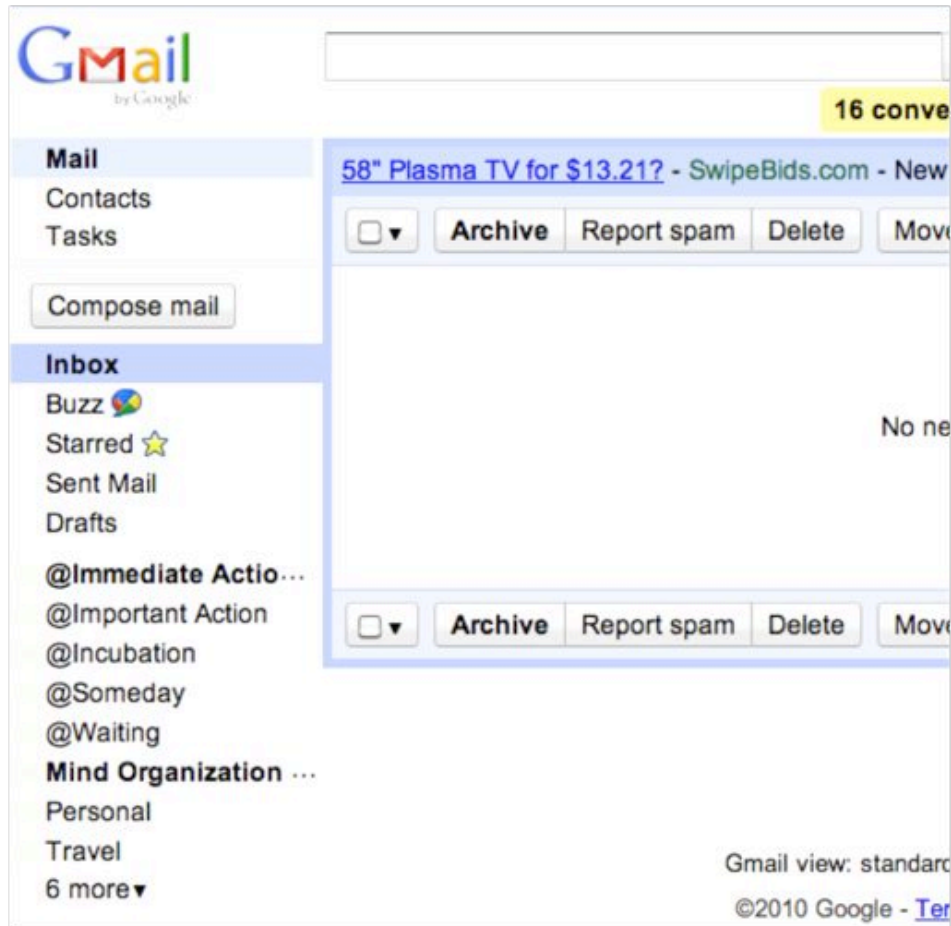 Gmail
by Google
16 conve
Mail
Contacts
Tasks
Compose mail
Inbox
Buzz
Starred
Sent Mail
Drafts
@Immediate Actio...
@Important Action
@Incubation
@Someday
@Waiting
Mind Organization ...
Personal
Travel
6 more
58" Plasma TV for $13.21? - SwipeBids.com - New
Archive Report spam Delete Move
No ne
Archive Report spam Delete Move
Gmail view: standard
©2010 Google - Ter